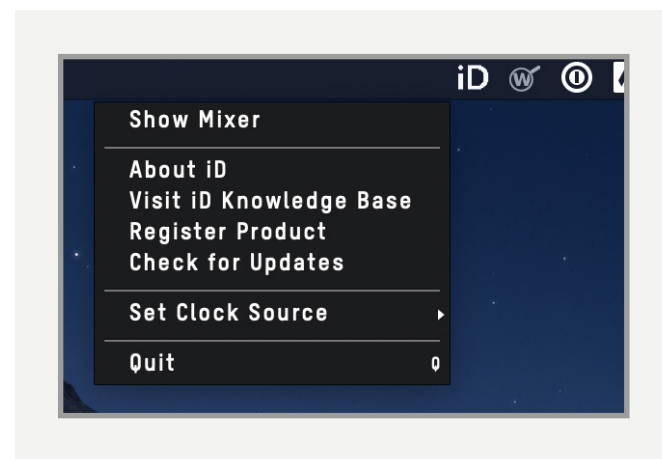 iD W
Show Mixer
About iD
Visit iD Knowledge Base
Register Product
Check for Updates
Set Clock Source
Quit Q